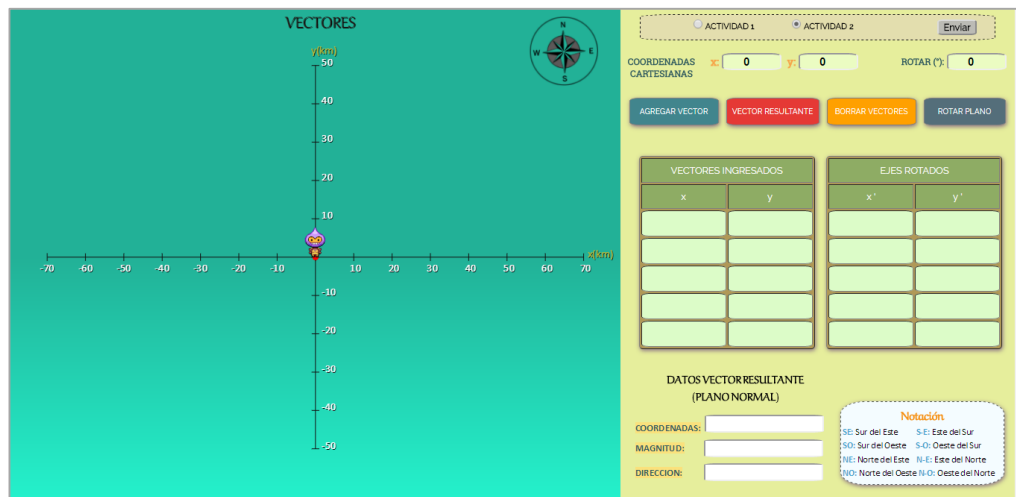 VECTORES
N
W
E
S
y(km)
50
40
30
20
10
-70 -60 -50 -40 -30 -20 -10 10 20 30 40 50 60 70
x(km)
-10
-20
-30
-40
-50
ACTIVIDAD 1 ACTIVIDAD 2 Enviar
COORDENADAS x: 0 y: 0 ROTAR (°): 0
CARTESIANAS
AGREGAR VECTOR VECTOR RESULTANTE BORRAR VECTORES ROTAR PLANO
VECTORES INGRESADOS EJES ROTADOS
x y x' y'
DATOS VECTOR RESULTANTE
(PLANO NORMAL)
COORDENADAS:
MAGNITUD:
DIRECCION:
Notación
SE: Sur del Este S-E: Este del Sur
SO: Sur del Oeste S-O: Oeste del Sur
NE: Norte del Este N-E: Este del Norte
NO: Norte del Oeste N-O: Oeste del Norte